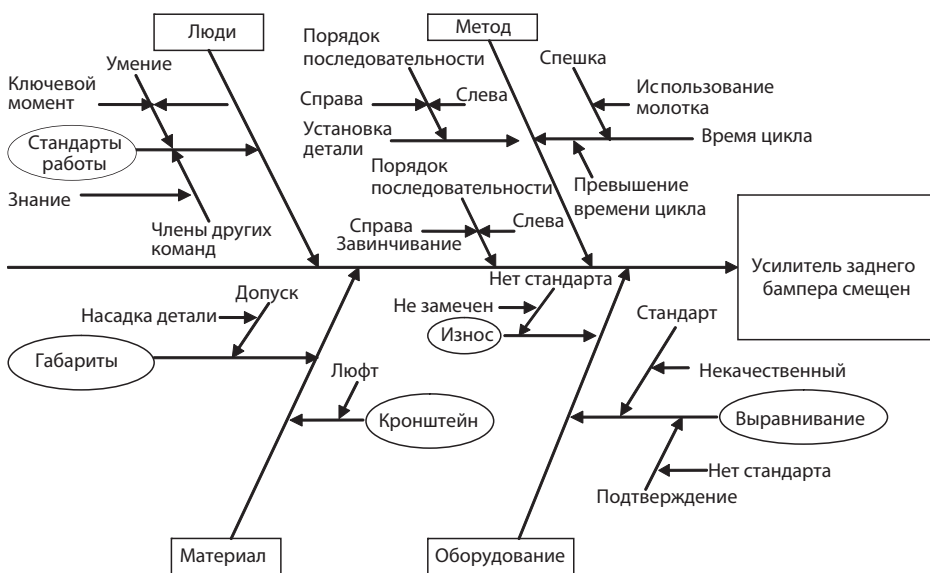 Люди
Метод
Умение
Ключевой
момент
Стандарты
работы
Знание
Члены других
команд
Порядок
последовательности
Справа
Слева
Установка
детали
Порядок
последовательности
Справа
Слева
Завинчивание
Спешка
Использование
молотка
Время цикла
Превышение
времени цикла
Усилитель заднего
бампера смещен
Допуск
Насадка детали
Габариты
Люфт
Кронштейн
Материал
Нет стандарта
Не замечен
Износ
Стандарт
Некачественный
Выравнивание
Нет стандарта
Подтверждение
Оборудование